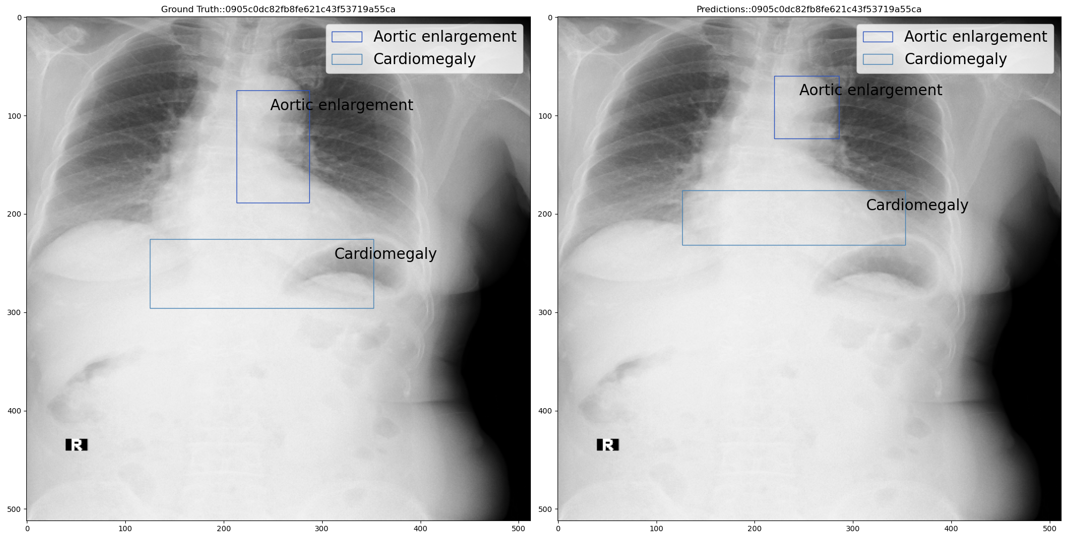 Ground Truth::0905c0dc82fb8fe621c43f53719a55ca
Aortic enlargement
Cardiomegaly
Aortic enlargement
Cardiomegaly
R
0
100
200
300
400
500
0
100
200
300
400
500
Predictions::0905c0dc82fb8fe621c43f53719a55ca
Aortic enlargement
Cardiomegaly
Aortic enlargement
Cardiomegaly
R
0
100
200
300
400
500
0
100
200
300
400
500